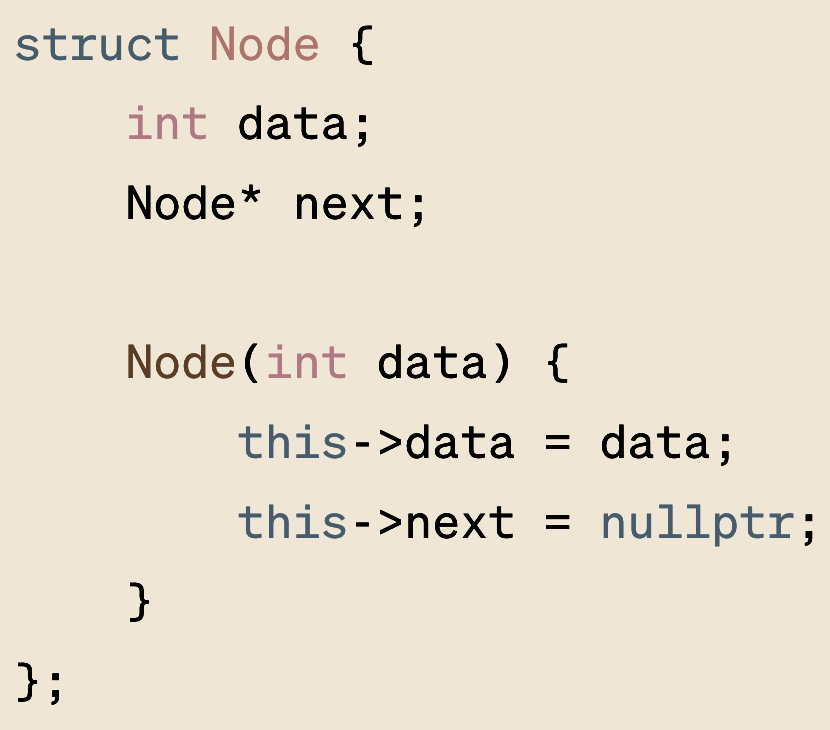 struct Node {
    int data;
    Node* next;

    Node(int data) {
        this->data = data;
        this->next = nullptr;
    }
};